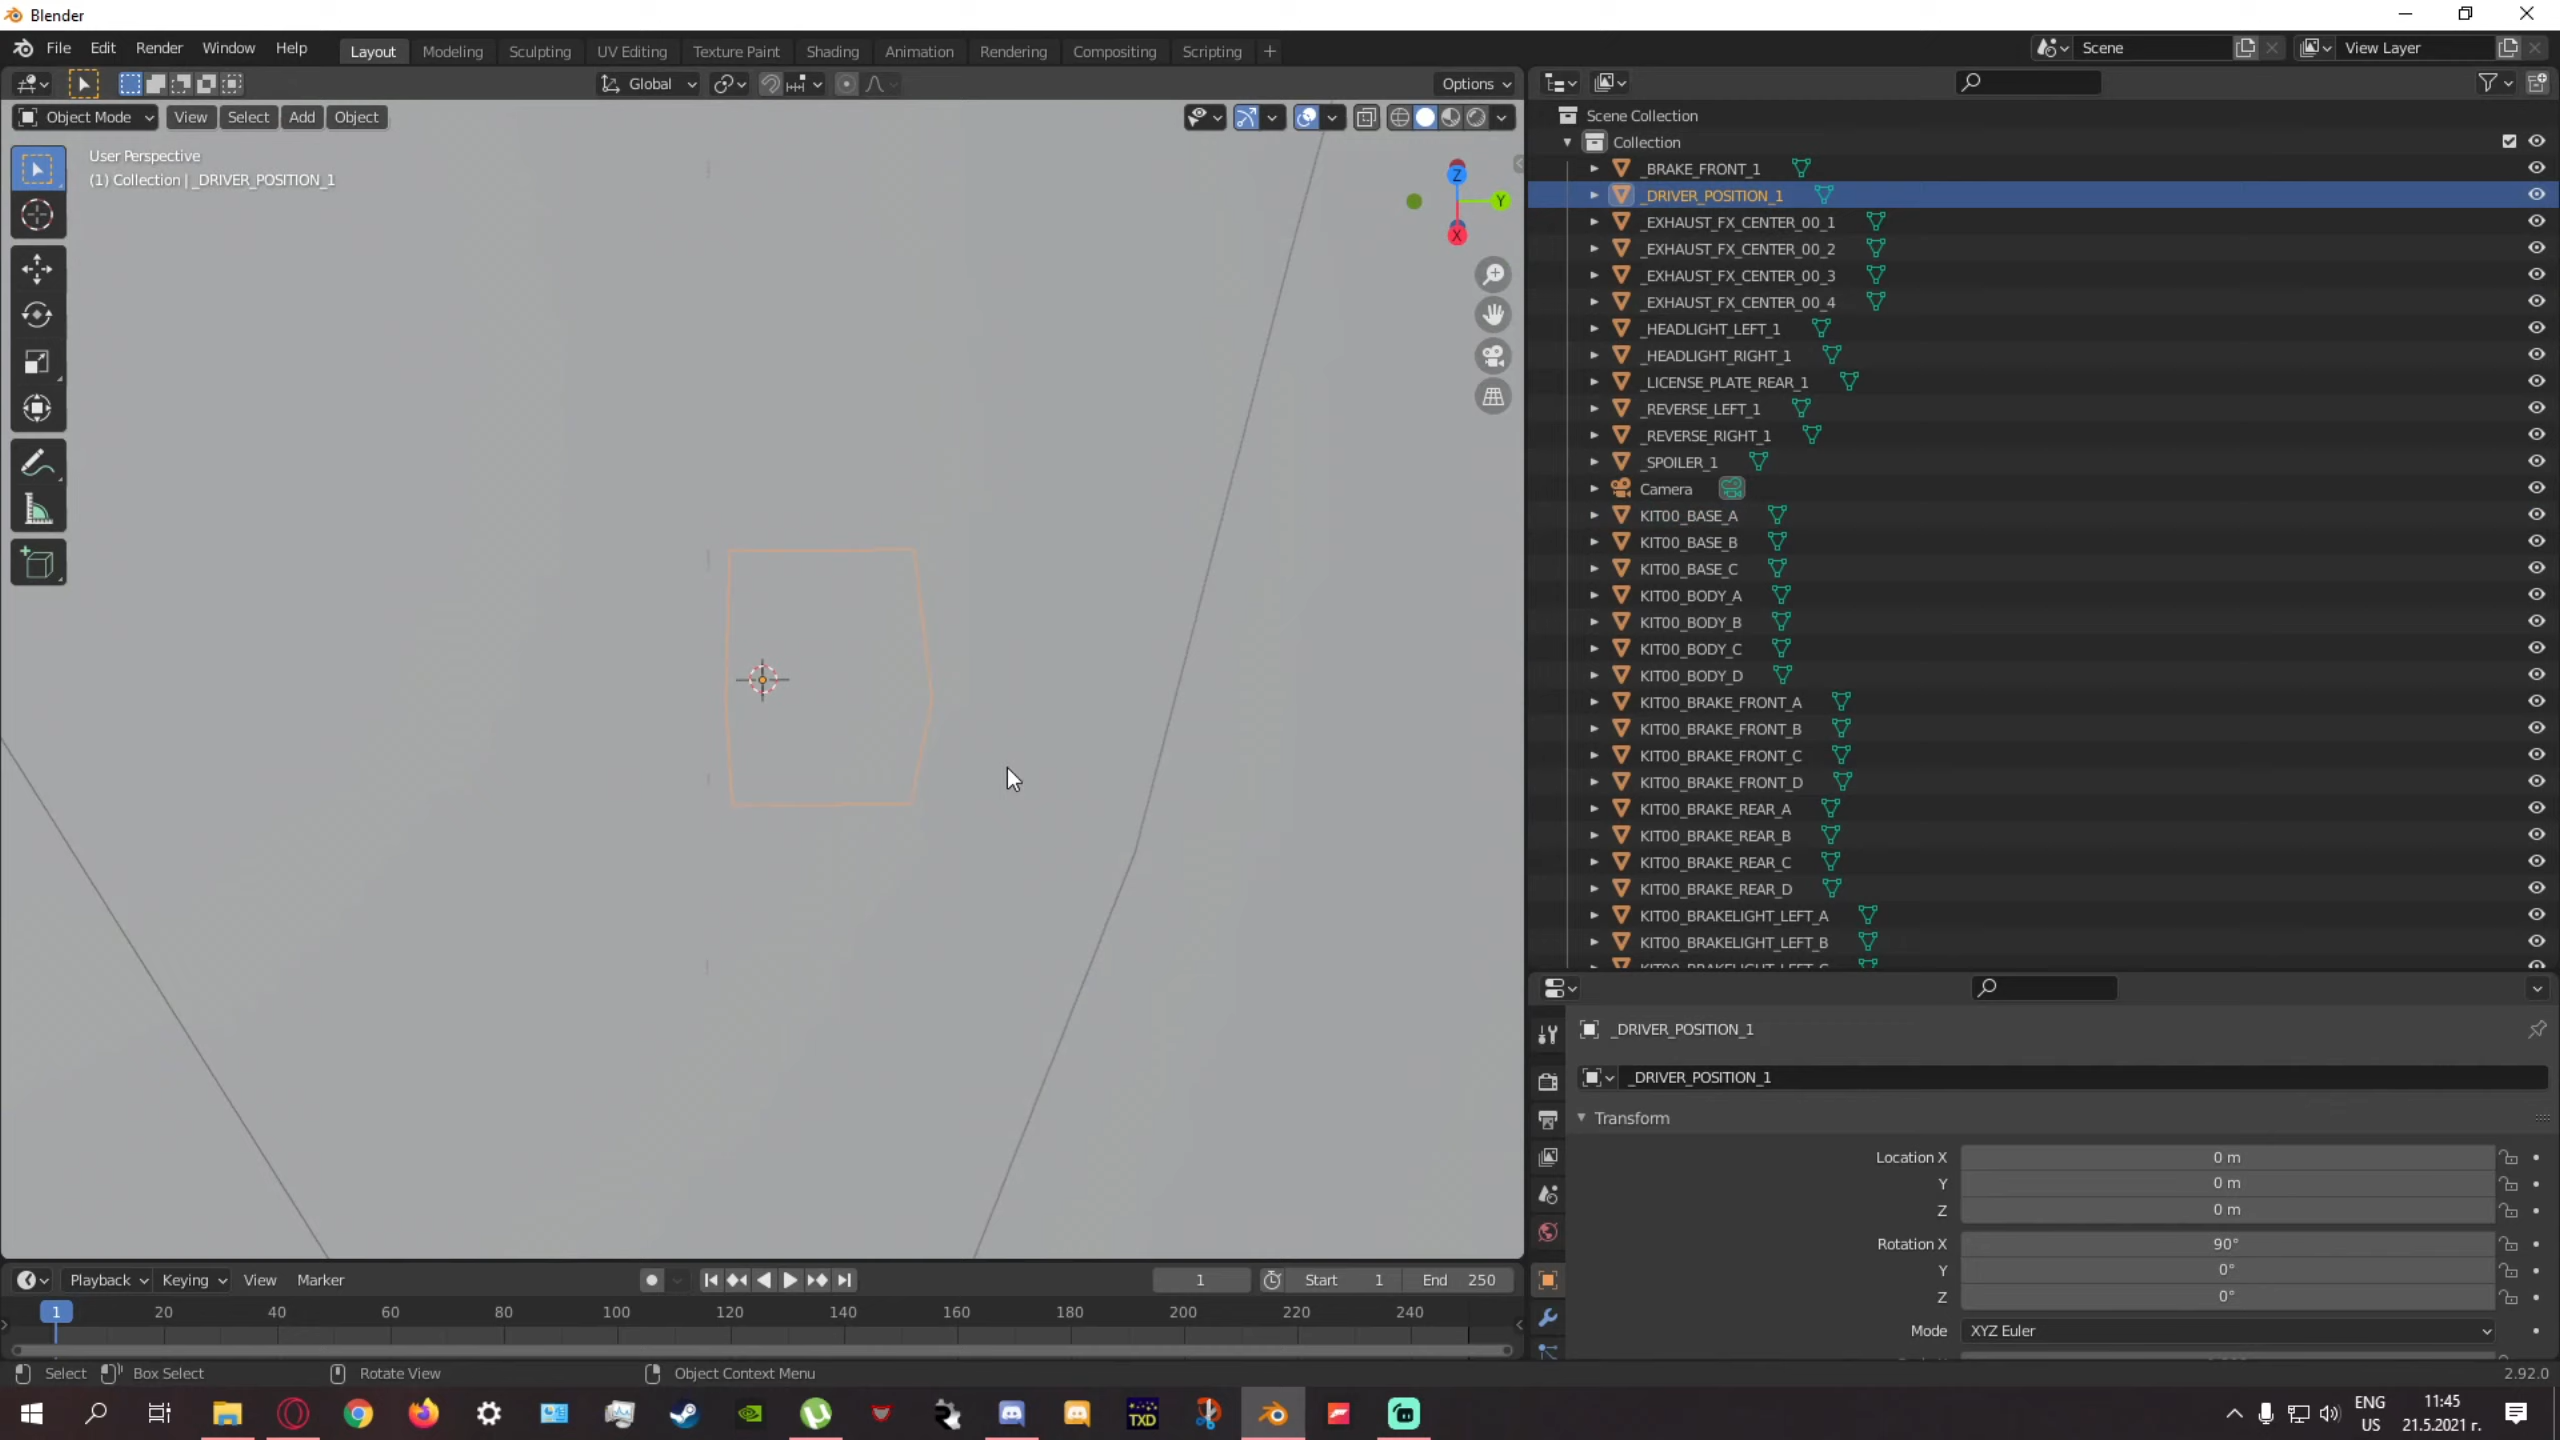 Blender
File Edit Render Window Help
Layout Modeling Sculpting UV Editing Texture Paint Shading Animation Rendering Compositing Scripting +
Scene View Layer
Global Options
Object Mode View Select Add Object
User Perspective
(1) Collection | _DRIVER_POSITION_1
Z
Y
X
Scene Collection
Collection
_BRAKE_FRONT_1
_DRIVER_POSITION_1
_EXHAUST_FX_CENTER_00_1
_EXHAUST_FX_CENTER_00_2
_EXHAUST_FX_CENTER_00_3
_EXHAUST_FX_CENTER_00_4
_HEADLIGHT_LEFT_1
_HEADLIGHT_RIGHT_1
_LICENSE_PLATE_REAR_1
_REVERSE_LEFT_1
_REVERSE_RIGHT_1
_SPOILER_1
Camera
KIT00_BASE_A
KIT00_BASE_B
KIT00_BASE_C
KIT00_BODY_A
KIT00_BODY_B
KIT00_BODY_C
KIT00_BODY_D
KIT00_BRAKE_FRONT_A
KIT00_BRAKE_FRONT_B
KIT00_BRAKE_FRONT_C
KIT00_BRAKE_FRONT_D
KIT00_BRAKE_REAR_A
KIT00_BRAKE_REAR_B
KIT00_BRAKE_REAR_C
KIT00_BRAKE_REAR_D
KIT00_BRAKELIGHT_LEFT_A
KIT00_BRAKELIGHT_LEFT_B
_DRIVER_POSITION_1
_DRIVER_POSITION_1
Transform
Location X 0 m
Y 0 m
Z 0 m
Rotation X 90°
Y 0°
Z 0°
Mode XYZ Euler
Playback Keying View Marker 1 Start 1 End 250
1 20 40 60 80 100 120 140 160 180 200 220 240
Select Box Select Rotate View Object Context Menu 2.92.0
TXD
ENG
US
11:45
21.5.2021 г.